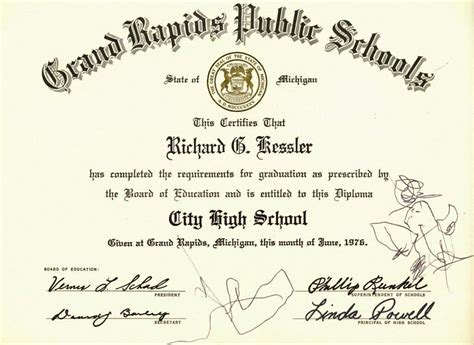 Grand Rapids Public Schools
State of Michigan
This Certifies That
Richard G. Kessler
has completed the requirements for graduation as prescribed by
the Board of Education and is entitled to this Diploma
City High School
Given at Grand Rapids, Michigan, this month of June, 1976.
BOARD OF EDUCATION:
Phillip Runkel
PRESIDENT
SUPERINTENDENT OF SCHOOLS
Linda Powell
SECRETARY
PRINCIPAL OF HIGH SCHOOL